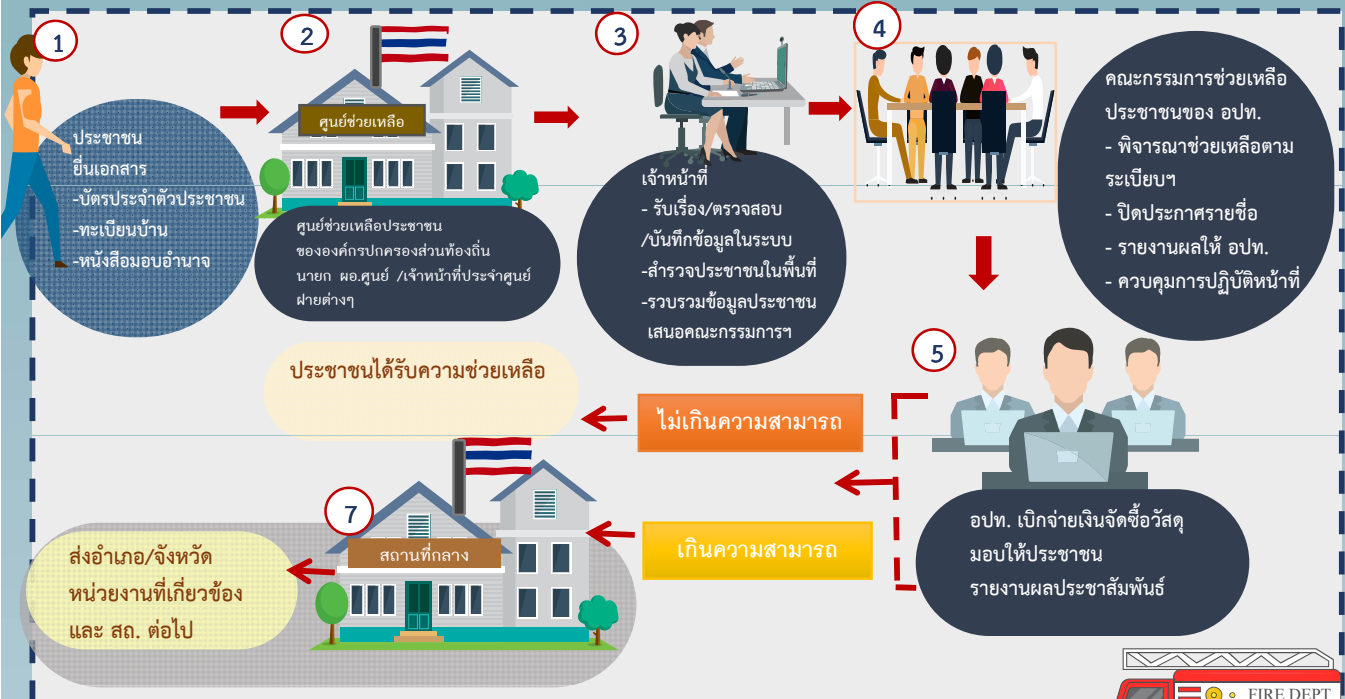 1
ประชาชน
ยื่นเอกสาร
-บัตรประจำตัวประชาชน
-ทะเบียนบ้าน
-หนังสือมอบอำนาจ
2
ศูนย์ช่วยเหลือ
ศูนย์ช่วยเหลือประชาชน
ขององค์กรปกครองส่วนท้องถิ่น
นายก ผอ.ศูนย์ /เจ้าหน้าที่ประจำศูนย์
ฝ่ายต่างๆ
3
เจ้าหน้าที่
- รับเรื่อง/ตรวจสอบ
/บันทึกข้อมูลในระบบ
-สำรวจประชาชนในพื้นที่
-รวบรวมข้อมูลประชาชน
เสนอคณะกรรมการฯ
4
คณะกรรมการช่วยเหลือ
ประชาชนของ อปท.
- พิจารณาช่วยเหลือตาม
ระเบียบฯ
- ปิดประกาศรายชื่อ
- รายงานผลให้ อปท.
- ควบคุมการปฏิบัติหน้าที่
5
อปท. เบิกจ่ายเงินจัดซื้อวัสดุ
มอบให้ประชาชน
รายงานผลประชาสัมพันธ์
ไม่เกินความสามารถ
ประชาชนได้รับความช่วยเหลือ
เกินความสามารถ
7
สถานที่กลาง
ส่งอำเภอ/จังหวัด
หน่วยงานที่เกี่ยวข้อง
และ สถ. ต่อไป
FIRE DEPT